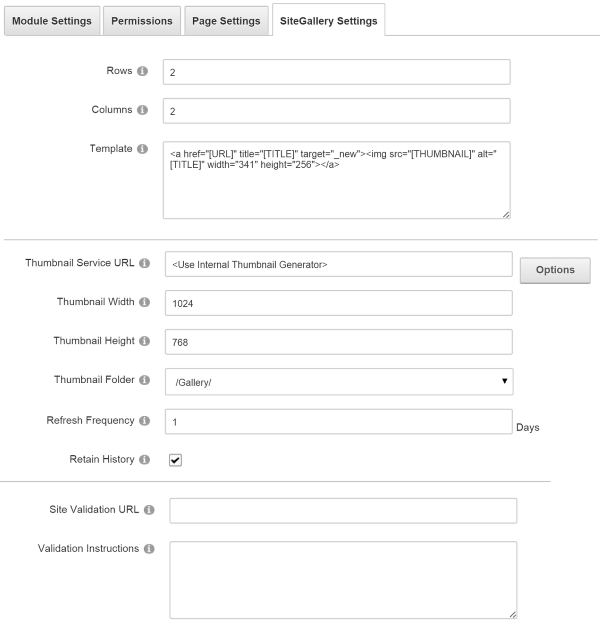 Module Settings Permissions Page Settings SiteGallery Settings
Rows 2
Columns 2
Template <a href="[URL]" title="[TITLE]" target="_new"><img src="[THUMBNAIL]" alt="
[TITLE]" width="341" height="256"></a>
Thumbnail Service URL <Use Internal Thumbnail Generator> Options
Thumbnail Width 1024
Thumbnail Height 768
Thumbnail Folder /Gallery/
Refresh Frequency 1 Days
Retain History
Site Validation URL
Validation Instructions